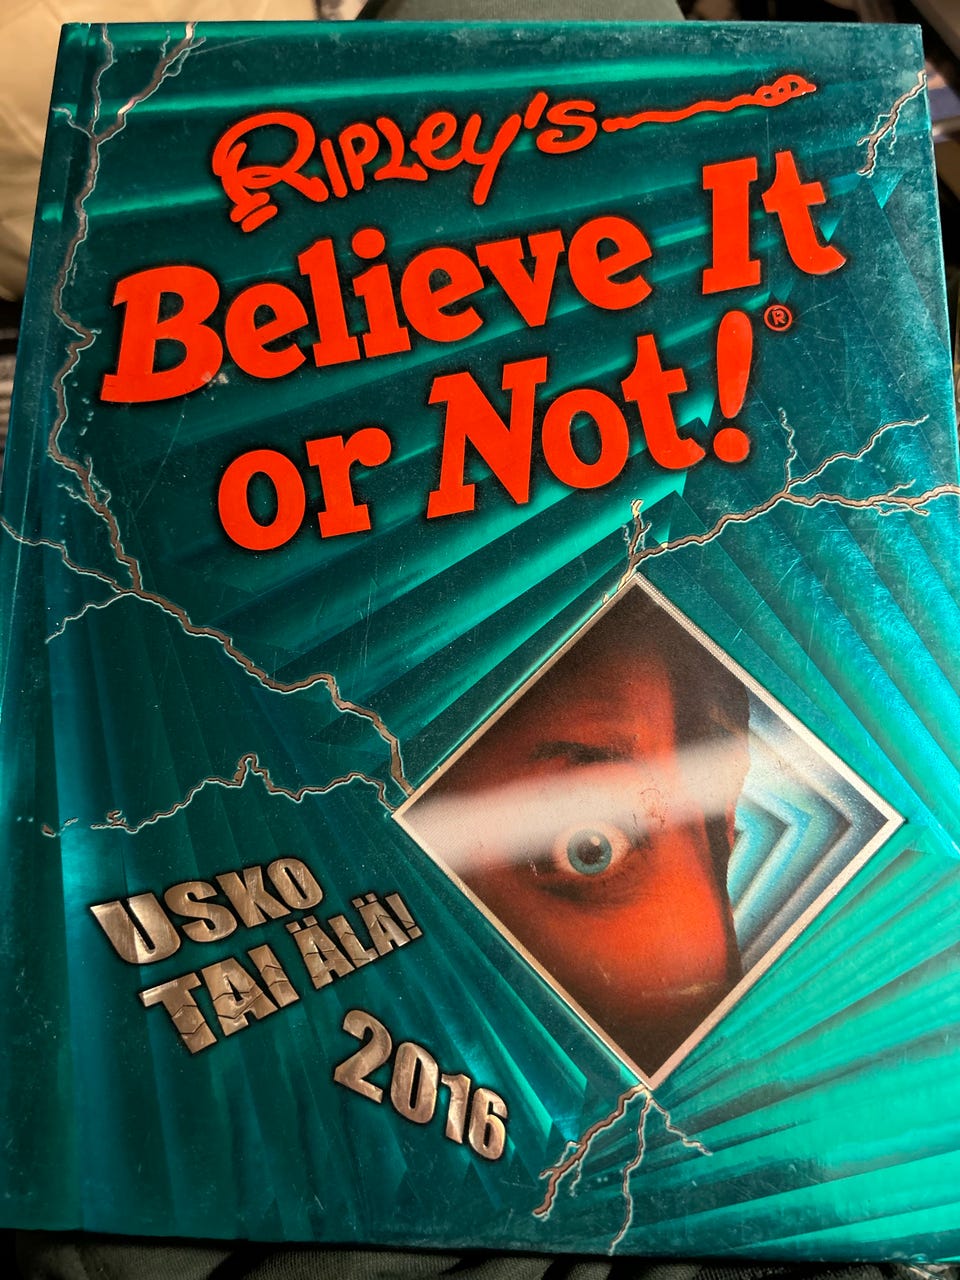 Ripley's
Believe It
or Not!®
USKO
TAI ÄLÄ!
2016